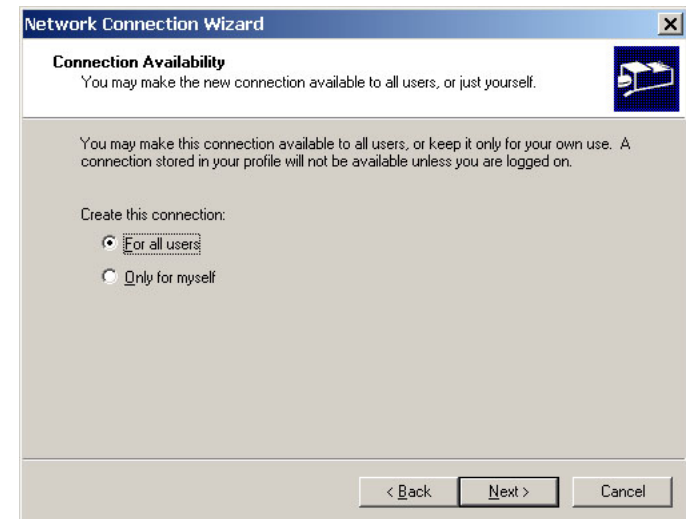 Network Connection Wizard
Connection Availability
You may make the new connection available to all users, or just yourself.
You may make this connection available to all users, or keep it only for your own use. A
connection stored in your profile will not be available unless you are logged on.
Create this connection:
For all users
Only for myself
< Back Next > Cancel